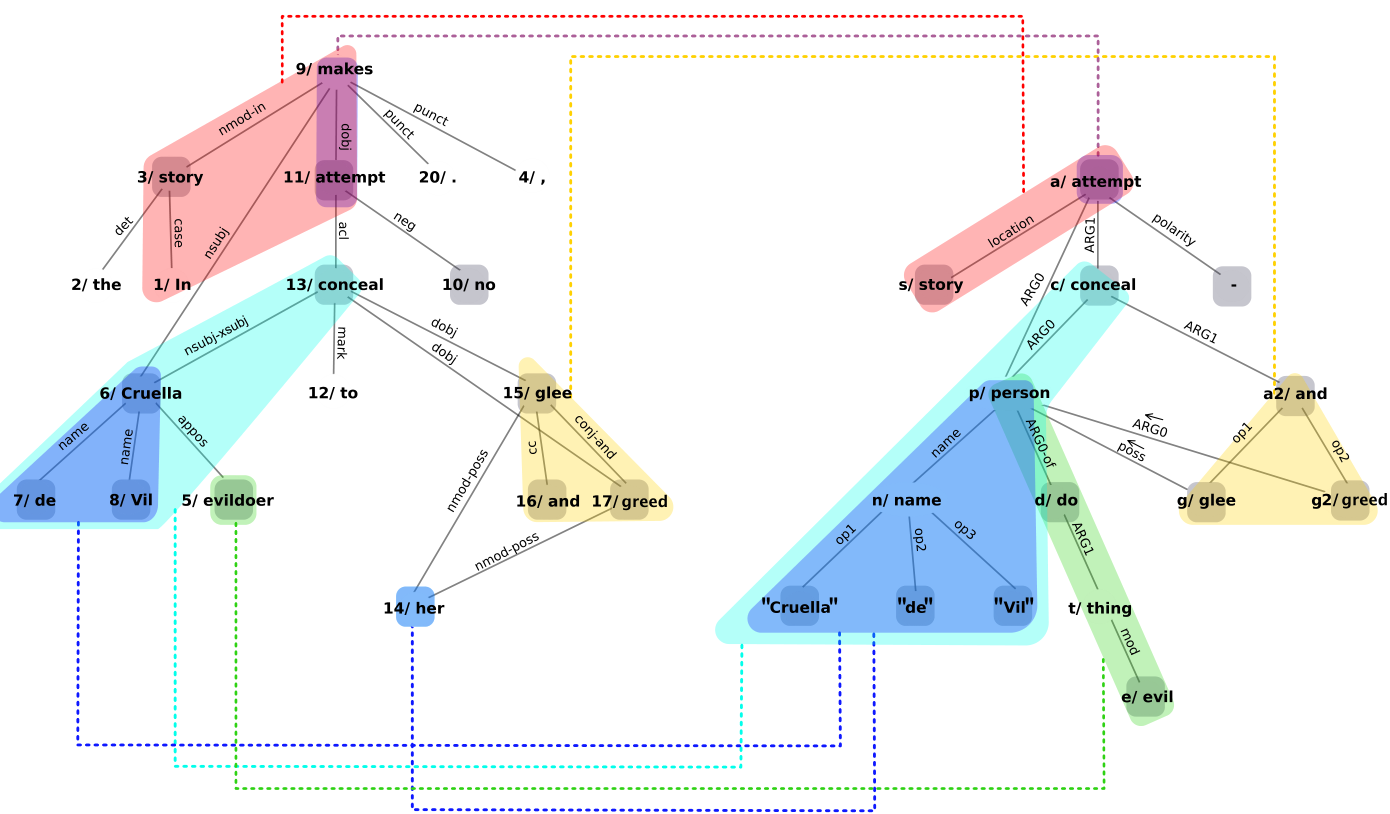 9/ makes
nmod-in
dobj
punct
punct
3/ story
11/ attempt
20/ .
4/ ,
a/ attempt
det
case
nsubj
acl
neg
location
ARG0
ARG1
polarity
2/ the
1/ In
13/ conceal
10/ no
s/ story
c/ conceal
-
nsubj-xsubj
mark
dobj
dobj
ARG0
ARG1
6/ Cruella
12/ to
15/ glee
p/ person
a2/ and
name
name
appos
nmod-poss
cc
conj-and
name
ARG0-of
poss
ARG0
op1
op2
7/ de
8/ Vil
5/ evildoer
16/ and
17/ greed
n/ name
d/ do
g/ glee
g2/ greed
nmod-poss
op1
op2
op3
ARG1
14/ her
"Cruella"
"de"
"Vil"
t/ thing
mod
e/ evil